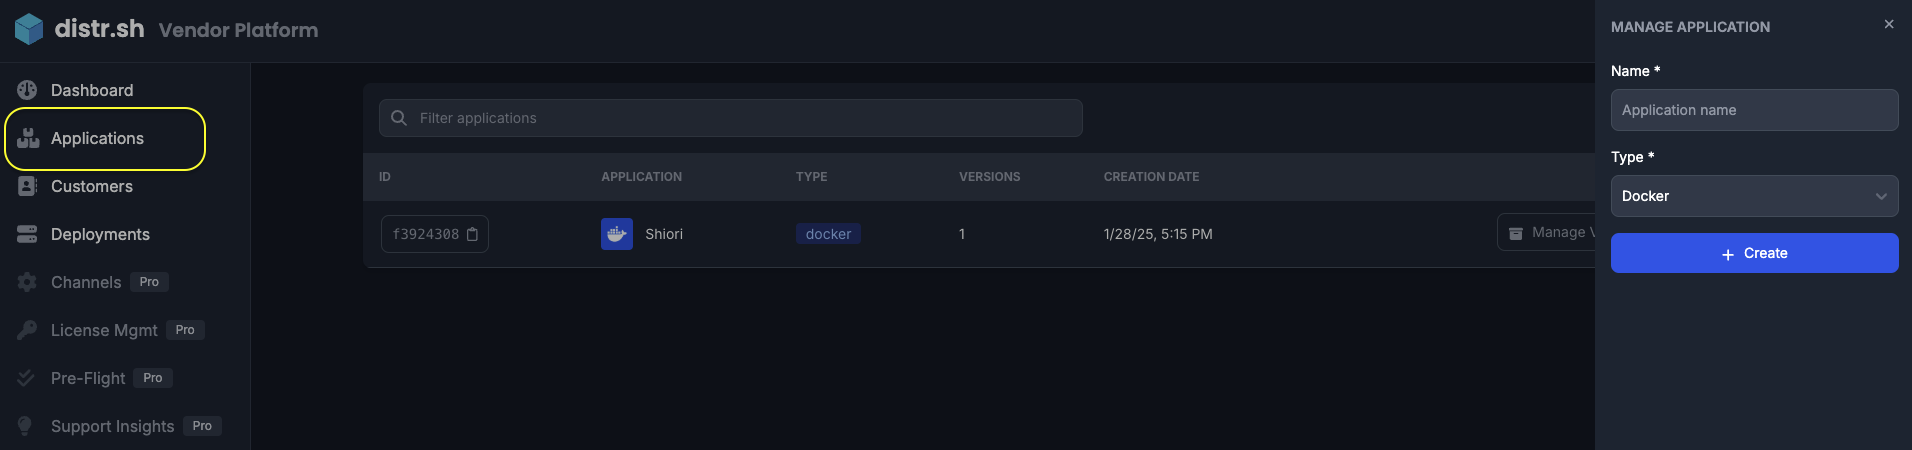 distr.sh Vendor Platform
Dashboard
Applications
Customers
Deployments
Channels Pro
License Mgmt Pro
Pre-Flight Pro
Support Insights Pro
Filter applications
ID APPLICATION TYPE VERSIONS CREATION DATE
f3924308 Shiori docker 1 1/28/25, 5:15 PM Manage V
MANAGE APPLICATION
Name *
Application name
Type *
Docker
Create